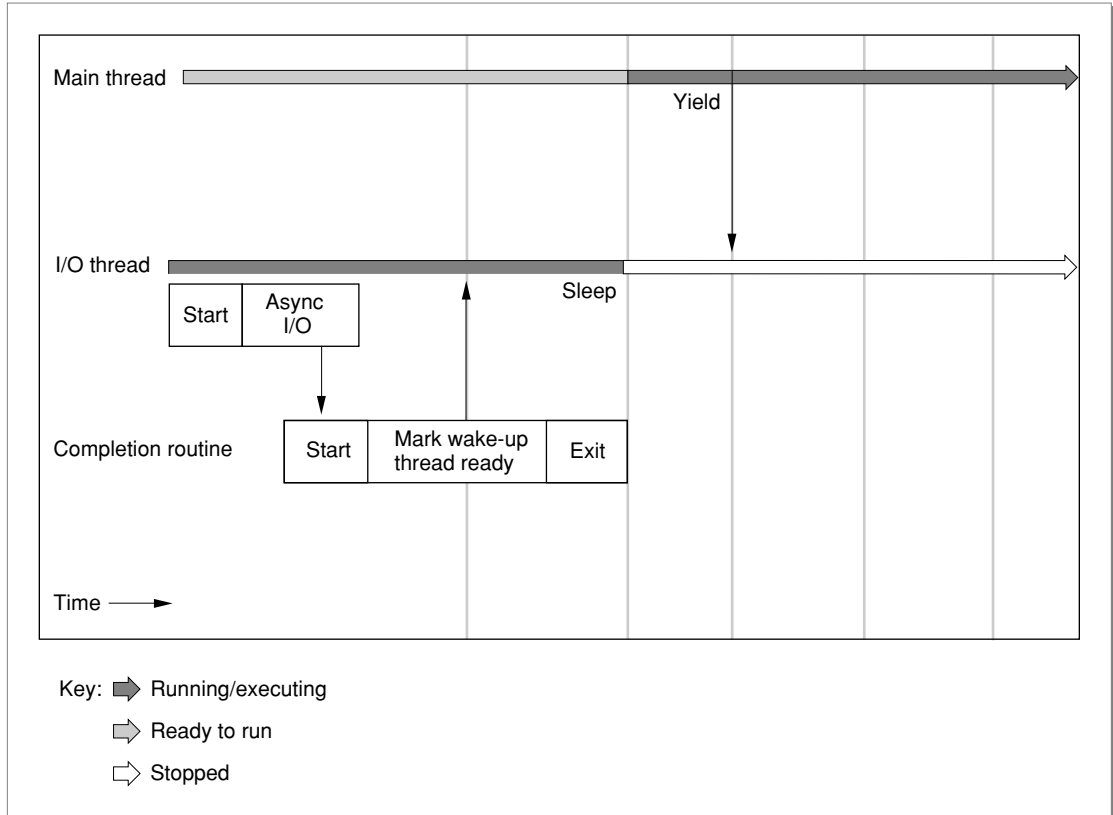 Main thread
Yield
I/O thread
Sleep
Start
Async
I/O
Completion routine
Start
Mark wake-up
thread ready
Exit
Time
Key:
Running/executing
Ready to run
Stopped